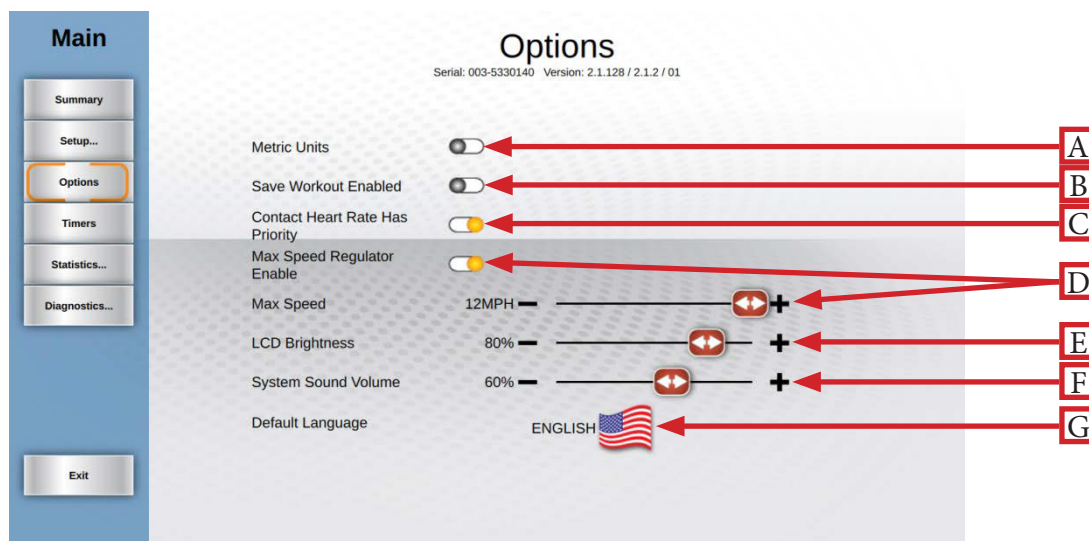 Main
Summary
Setup...
Options
Timers
Statistics...
Diagnostics...
Exit
Options
Serial: 003-5330140 Version: 2.1.128 / 2.1.2 / 01
Metric Units
A
Save Workout Enabled
B
Contact Heart Rate Has
Priority
C
Max Speed Regulator
Enable
D
Max Speed 12MPH
LCD Brightness 80%
E
System Sound Volume 60%
F
Default Language ENGLISH
G